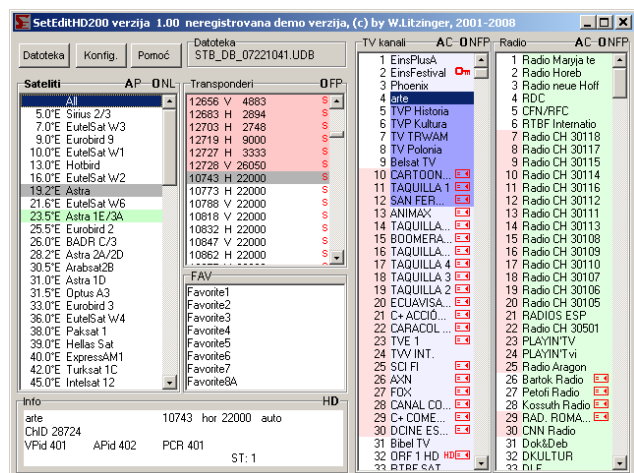 SetEditHD200 verzija 1.00 neregistrovana demo verzija, (c) by W.Litzinger, 2001-2008
Datoteka
Konfig.
Pomoć
Datoteka
STB_DB_07221041.UDB
Sateliti AP ONL
All
5.0°E Sirius 2/3
7.0°E EutelSat W3
9.0°E Eurobird 9
10.0°E EutelSat W1
13.0°E Hotbird
16.0°E EutelSat W2
19.2°E Astra
21.6°E EutelSat W6
23.5°E Astra 1E/3A
25.5°E Eurobird 2
26.0°E BADR C/3
28.2°E Astra 2A/2D
30.5°E Arabsat2B
31.0°E Astra 1D
31.5°E Optus A3
33.0°E Eurobird 3
36.0°E EutelSat W4
38.0°E Paksat 1
39.0°E Hellas Sat
40.0°E ExpressAM1
42.0°E Turksat 1C
45.0°E Intelsat 12
Transponderi OFP
12656 V 4883 S
12683 H 2894 S
12703 H 2748 S
12719 H 9000 S
12727 H 3333 S
12728 V 26050 S
10743 H 22000 S
10773 H 22000 S
10788 V 22000 S
10818 V 22000 S
10832 H 22000 S
10847 V 22000 S
10862 H 22000 S
FAV
Favorite1
Favorite2
Favorite3
Favorite4
Favorite5
Favorite6
Favorite7
Favorite8A
Info HD
arte 10743 hor 22000 auto
ChID 28724
VPid 401 APid 402 PCR 401
ST: 1
TV kanali AC ONFP
1 EinsPlusA
2 EinsFestival
3 Phoenix
4 arte
5 TVP Historia
6 TVP Kultura
7 TV TRWAM
8 TV Polonia
9 Belsat TV
10 CARTOON...
11 TAQUILLA 1
12 SAN FER...
13 ANIMAX
14 TAQUILLA...
15 BOOMERA...
16 TAQUILLA...
17 TAQUILLA 4
18 TAQUILLA 3
19 TAQUILLA 2
20 ECUAVISA...
21 C+ ACCIÓ...
22 CARACOL ...
23 TVE 1
24 TVV INT.
25 SCI FI
26 AXN
27 FOX
28 CANAL CO...
29 C+ COME...
30 DCINE ES...
31 Bibel TV
32 ORF 1 HD HD
33 RTBF SAT
Radio AC ONFP
1 Radio Maryja te
2 Radio Horeb
3 Radio neue Hoff
4 RDC
5 CFN/RFC
6 RTBF Internatio
7 Radio CH 30118
8 Radio CH 30117
9 Radio CH 30115
10 Radio CH 30114
11 Radio CH 30116
12 Radio CH 30112
13 Radio CH 30111
14 Radio CH 30113
15 Radio CH 30108
16 Radio CH 30109
17 Radio CH 30110
18 Radio CH 30107
19 Radio CH 30106
20 Radio CH 30105
21 RADIOS ESP
22 Radio CH 30501
23 PLAYIN'TV
24 PLAYIN'Tvi
25 Radio Aragon
26 Bartok Radio
27 Petofi Radio
28 Kossuth Radio
29 RAD. ROMA...
30 CNN Radio
31 Dok&Deb
32 DKULTUR
33 DLF